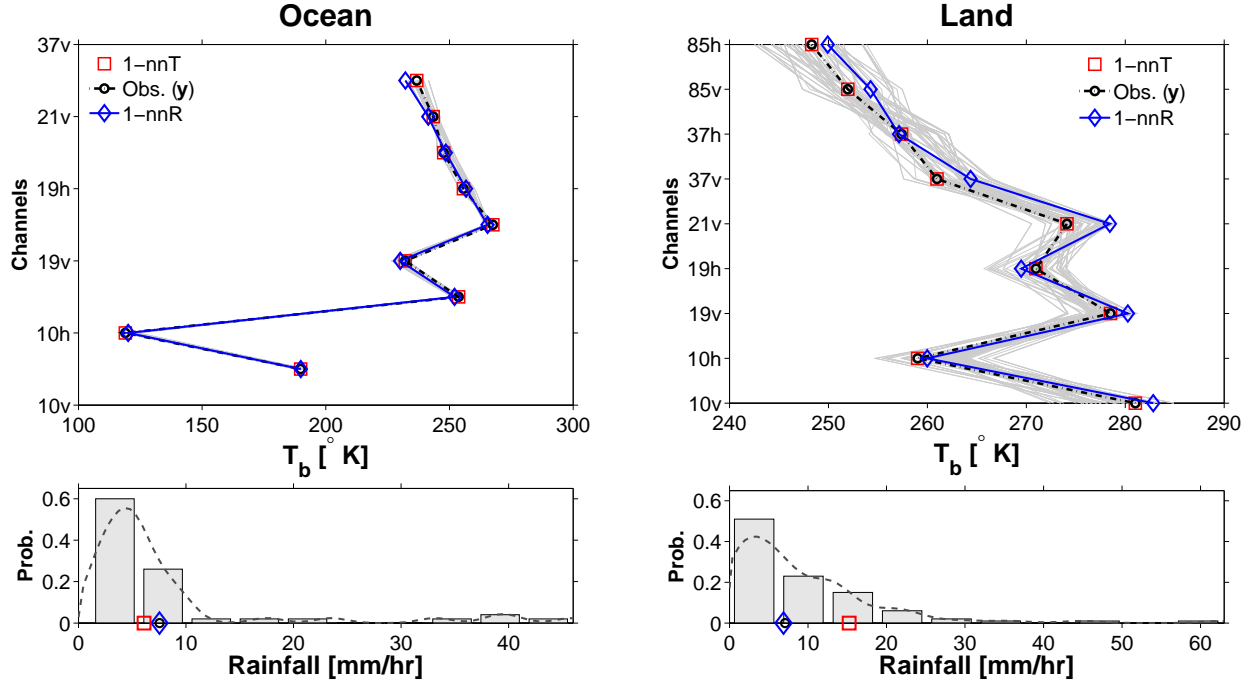 Ocean
37v
21v
19h
19v
10h
10v
Channels
1-nnT
Obs. (y)
1-nnR
100
150
200
250
300
T_b [° K]
0.6
0.4
0.2
0
Prob.
0
10
20
30
40
Rainfall [mm/hr]
Land
85h
85v
37h
37v
21v
19h
19v
10h
10v
Channels
1-nnT
Obs. (y)
1-nnR
240
250
260
270
280
290
T_b [° K]
0.6
0.4
0.2
0
Prob.
0
10
20
30
40
50
60
Rainfall [mm/hr]